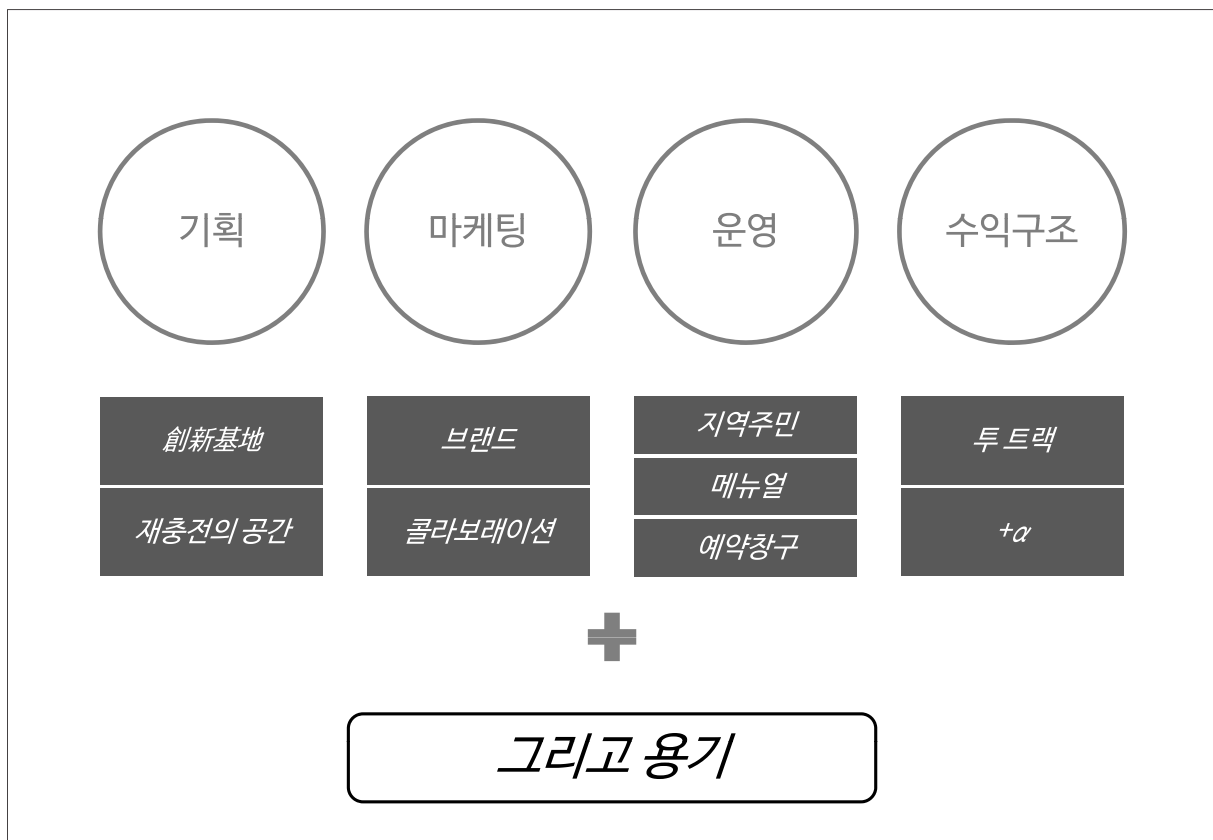 기획
마케팅
운영
수익구조
創新基地
재충전의 공간
브랜드
콜라보래이션
지역주민
메뉴얼
예약창구
투 트랙
+α
그리고 용기